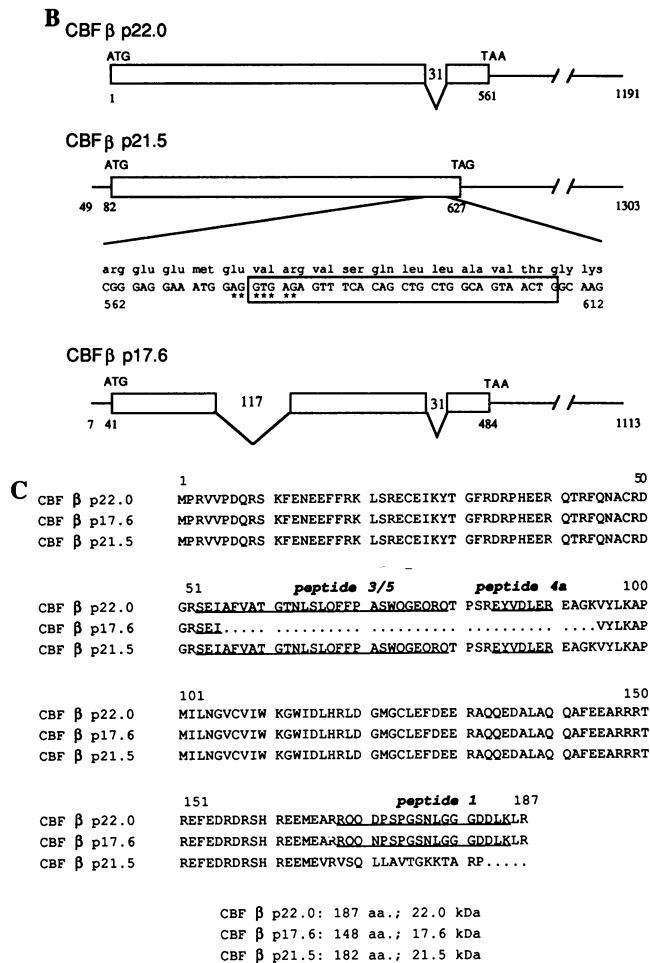 B
CBF β p22.0
ATG 31 TAA
1 561 1191
CBF β p21.5
ATG TAG
49 82 627 1303
arg glu glu met glu val arg val ser gln leu leu ala val thr gly lys
CGG GAG GAA ATG GAG GTG AGA GTT TCA CAG CTG CTG GCA GTA ACT GGC AAG
** *** **
562 612
CBF β p17.6
ATG 117 31 TAA
7 41 484 1113
C
1 50
CBF β p22.0 MPRVVPDQRS KFENEEFFRK LSRECEIKYT GFRDRPHEER QTRFQNACRD
CBF β p17.6 MPRVVPDQRS KFENEEFFRK LSRECEIKYT GFRDRPHEER QTRFQNACRD
CBF β p21.5 MPRVVPDQRS KFENEEFFRK LSRECEIKYT GFRDRPHEER QTRFQNACRD
51 peptide 3/5 peptide 4a 100
CBF β p22.0 GRSEIAFVAT GTNLSLOFFPA ASWOGEOROT PSREYVDLER EAGKVYLKAP
CBF β p17.6 GRSEI..... .......... .......... .......... .....VYLKAP
CBF β p21.5 GRSEIAFVAT GTNLSLOFFP ASWOGEOROT PSREYVDLER EAGKVYLKAP
101 150
CBF β p22.0 MILNGVCVIW KGWIDLHRLD GMGCLEFDEE RAQQEDALAQ QAFEEARRRT
CBF β p17.6 MILNGVCVIW KGWIDLHRLD GMGCLEFDEE RAQQEDALAQ QAFEEARRRT
CBF β p21.5 MILNGVCVIW KGWIDLHRLD GMGCLEFDEE RAQQEDALAQ QAFEEARRRT
151 peptide 1 187
CBF β p22.0 REFEDRDRSH REEMEARROO DPSPGSNLGG GDDLKLR
CBF β p17.6 REFEDRDRSH REEMEARROO NPSPGSNLGG GDDLKLR
CBF β p21.5 REFEDRDRSH REEMEVRVSQ LLAVTGKKTA RP.....
CBF β p22.0: 187 aa.; 22.0 kDa
CBF β p17.6: 148 aa.; 17.6 kDa
CBF β p21.5: 182 aa.; 21.5 kDa